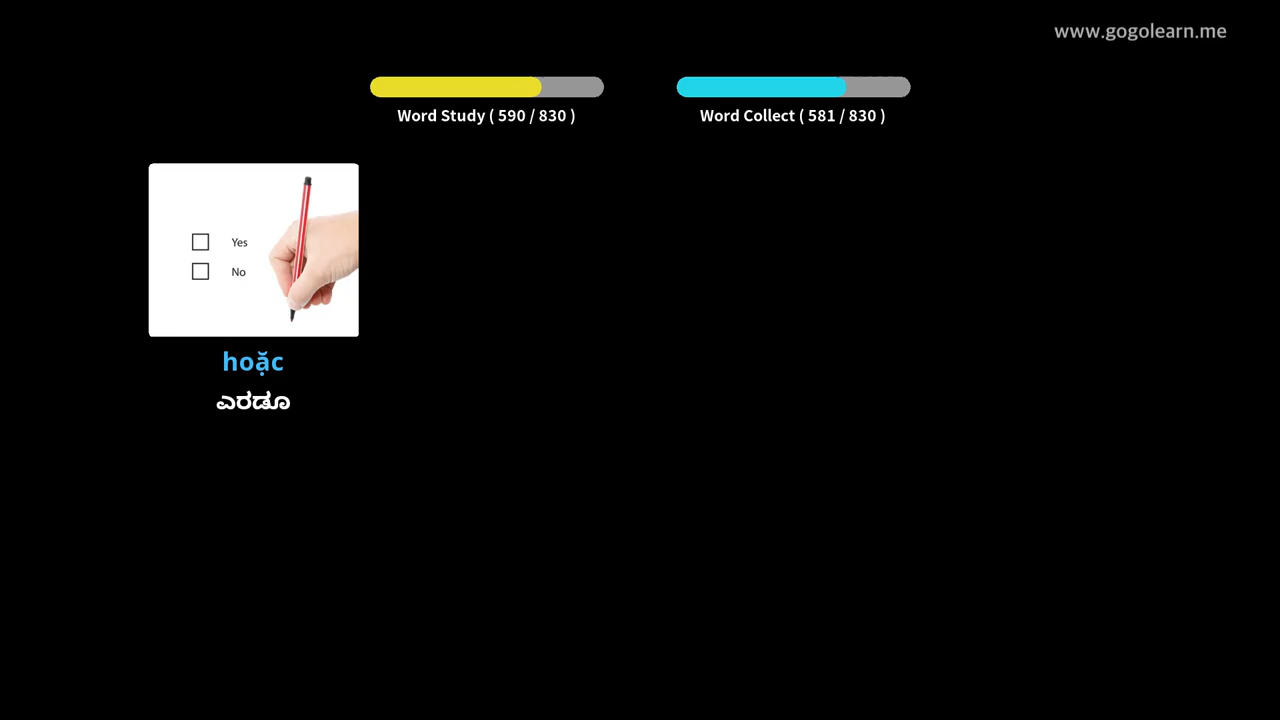 www.gogolearn.me
Word Study ( 590 / 830 )
Word Collect ( 581 / 830 )
Yes
No
hoặc
ಎರಡೂ